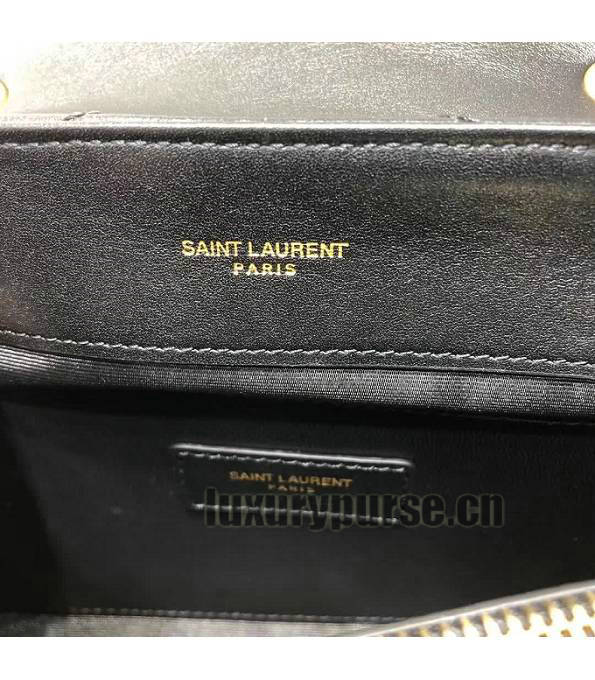 SAINT LAURENT
PARIS
SAINT LAURENT
PARIS
luxurypurse.cn